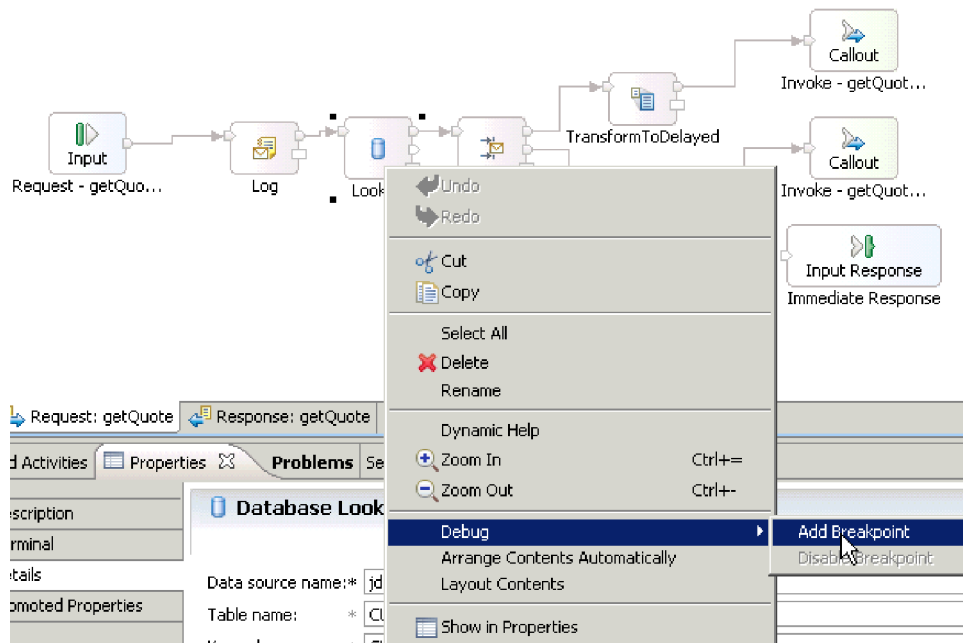 Callout
Invoke - getQuot...
TransformToDelayed
Input
Request - getQuo...
Log
Look
Callout
Invoke - getQuot...
Input Response
Immediate Response
Undo
Redo
Cut
Copy
Select All
Delete
Rename
Dynamic Help
Zoom In Ctrl+=
Zoom Out Ctrl+-
Debug
Add Breakpoint
Disable Breakpoint
Arrange Contents Automatically
Layout Contents
Show in Properties
Request: getQuote
Response: getQuote
d Activities
Properties
Problems
Se
scription
rminal
tails
omoted Properties
Database Look
Data source name:* jd
Table name: *